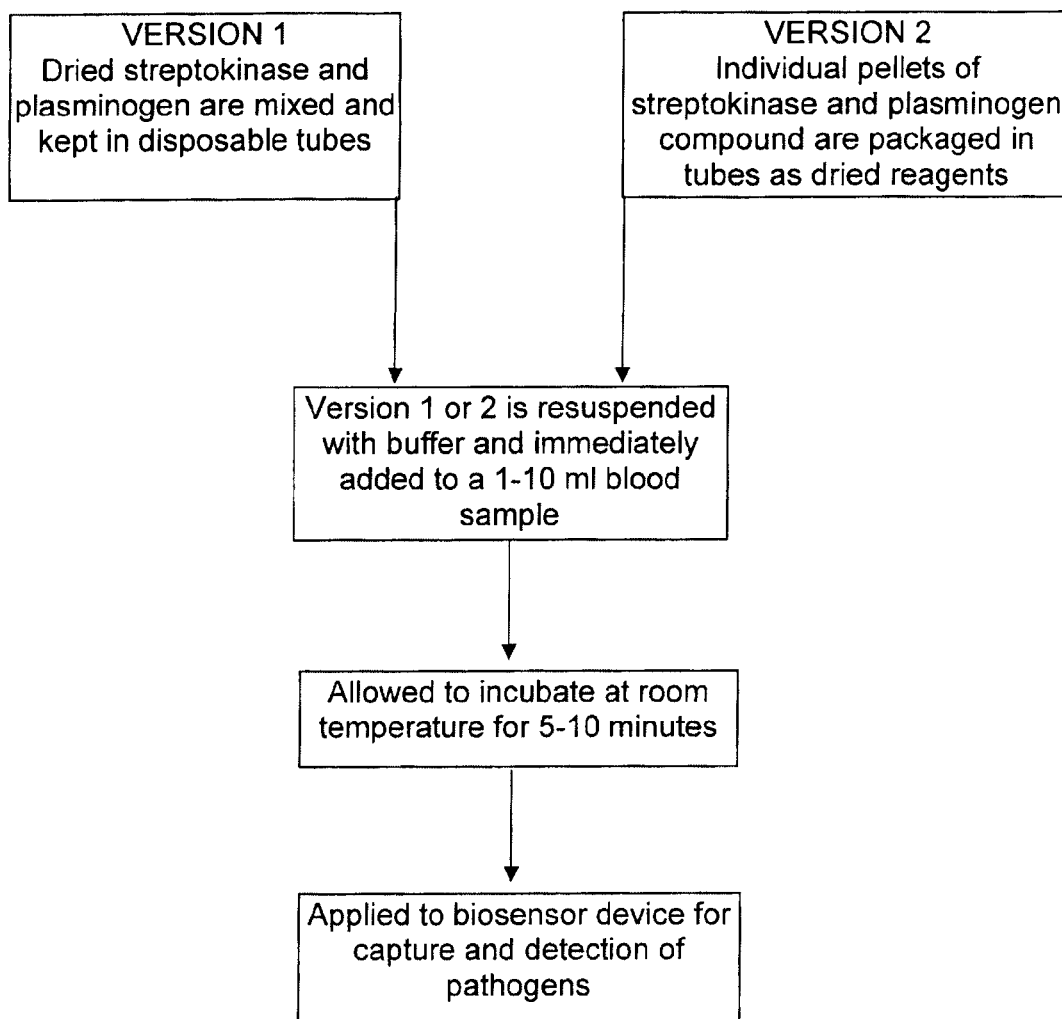 VERSION 1
Dried streptokinase and
plasminogen are mixed and
kept in disposable tubes
VERSION 2
Individual pellets of
streptokinase and plasminogen
compound are packaged in
tubes as dried reagents
Version 1 or 2 is resuspended
with buffer and immediately
added to a 1-10 ml blood
sample
Allowed to incubate at room
temperature for 5-10 minutes
Applied to biosensor device for
capture and detection of
pathogens